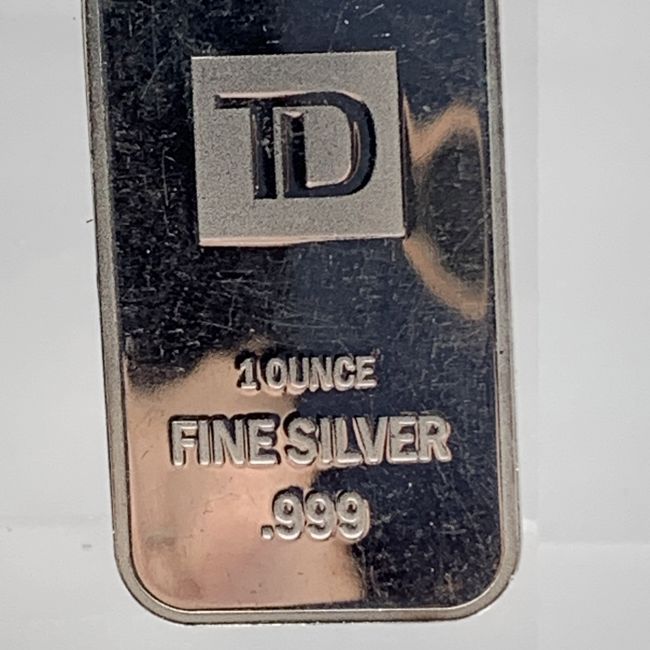 TD
1 OUNCE
FINE SILVER
.999